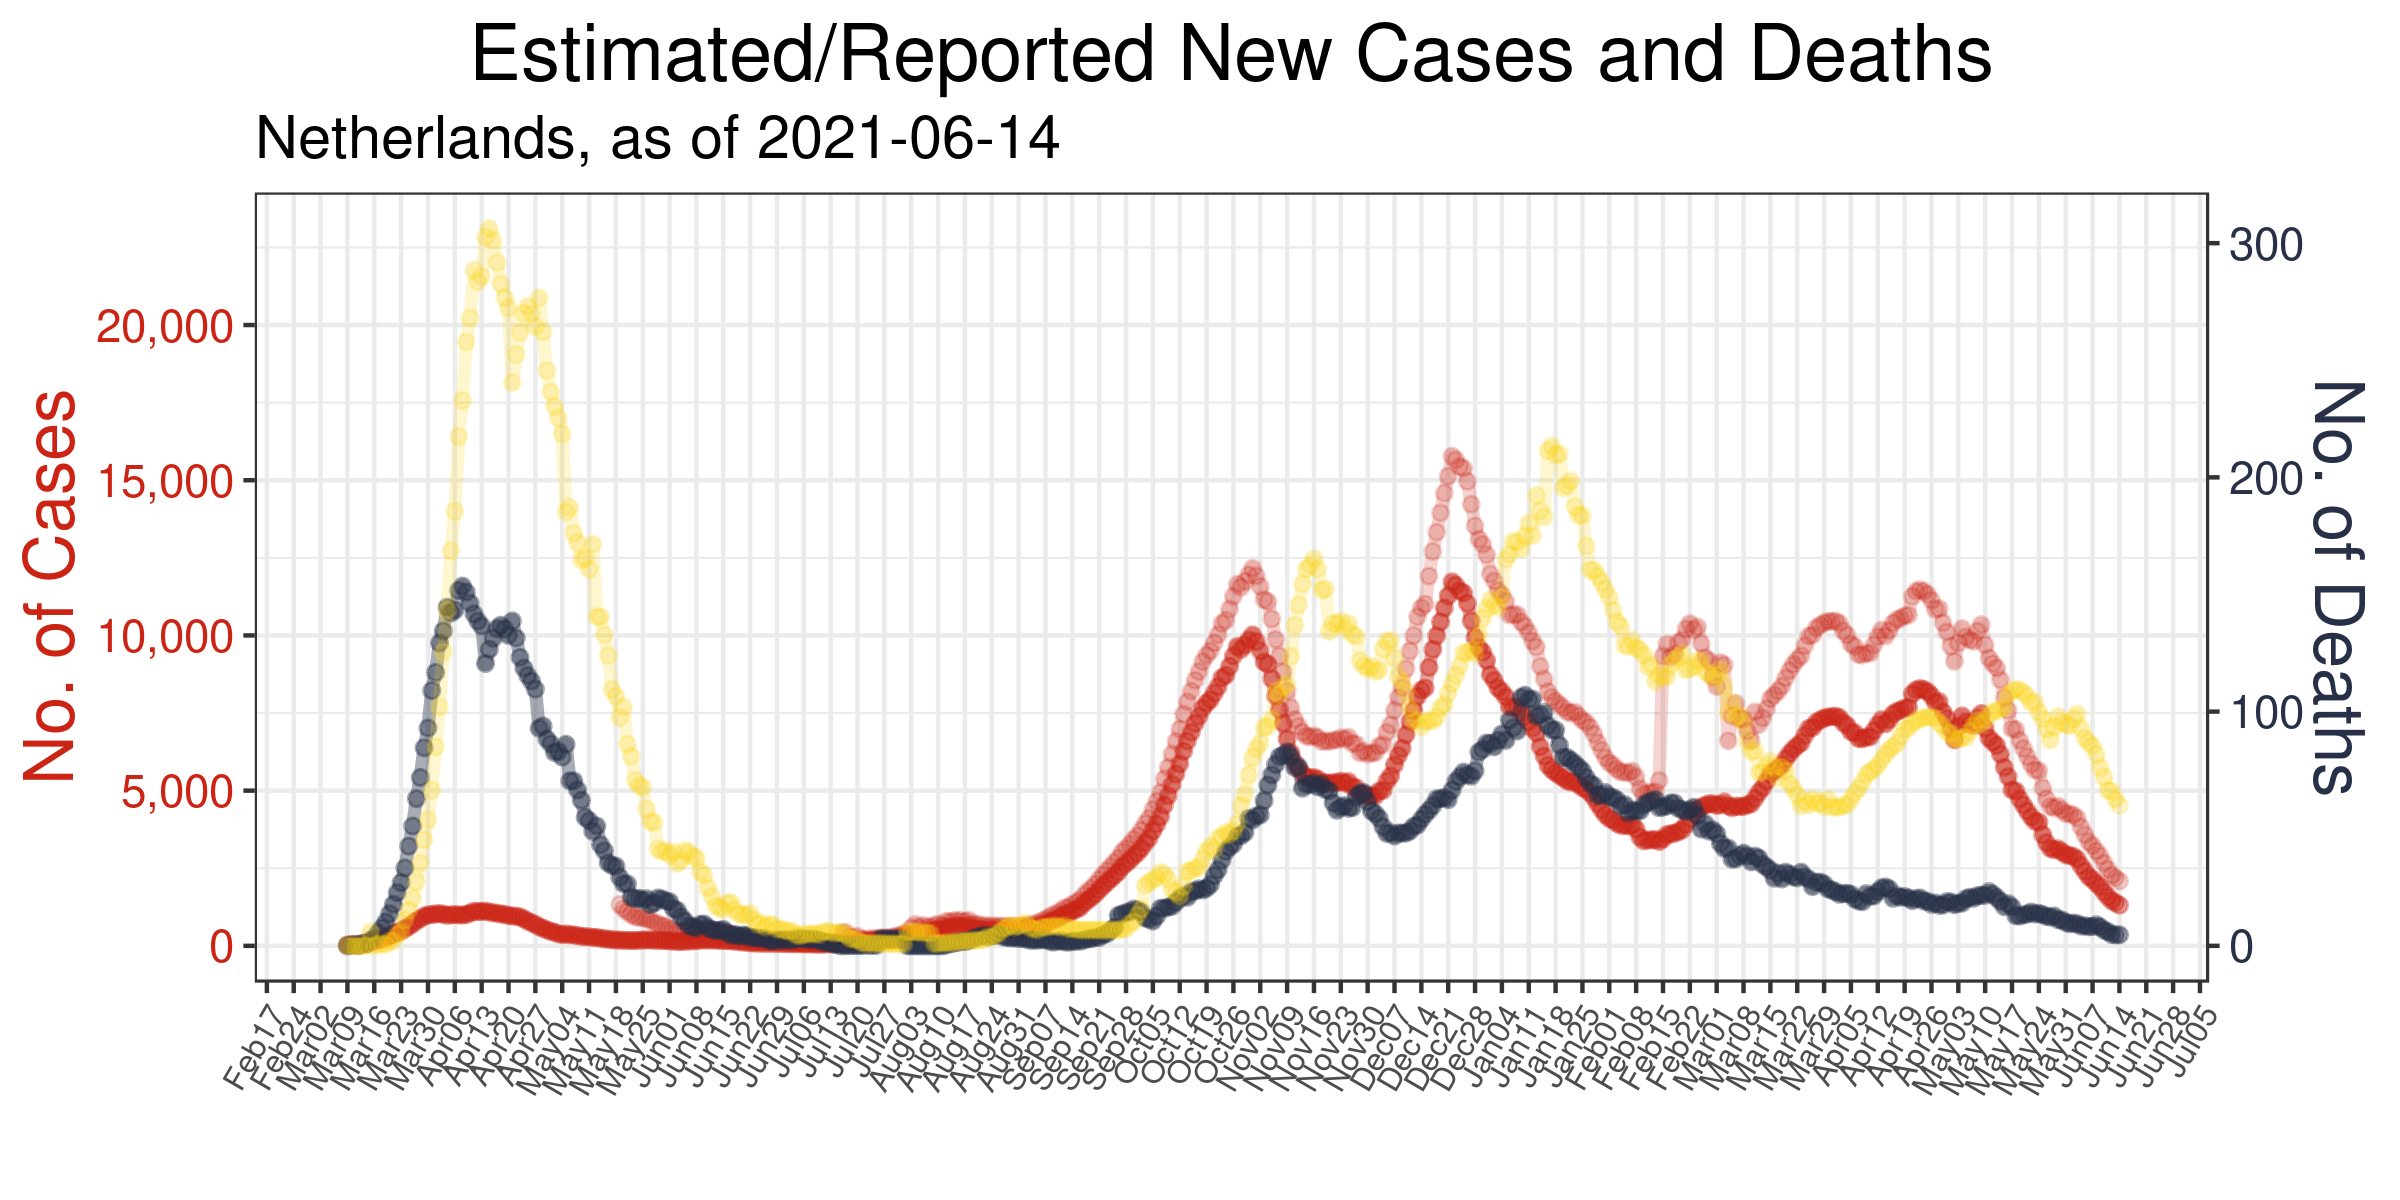 Estimated/Reported New Cases and Deaths
Netherlands, as of 2021-06-14
No. of Cases
20,000
15,000
10,000
5,000
0
300
200
100
0
No. of Deaths
Feb17
Feb24
Mar02
Mar09
Mar16
Mar23
Mar30
Apr06
Apr13
Apr20
Apr27
May04
May11
May18
May25
Jun01
Jun08
Jun15
Jun22
Jun29
Jul06
Jul13
Jul20
Jul27
Aug03
Aug10
Aug17
Aug24
Aug31
Sep07
Sep14
Sep21
Sep28
Oct05
Oct12
Oct19
Oct26
Nov02
Nov09
Nov16
Nov23
Nov30
Dec07
Dec14
Dec21
Dec28
Jan04
Jan11
Jan18
Jan25
Feb01
Feb08
Feb15
Feb22
Mar01
Mar08
Mar15
Mar22
Mar29
Apr05
Apr12
Apr19
Apr26
May03
May10
May17
May24
May31
Jun07
Jun14
Jun21
Jun28
Jul05